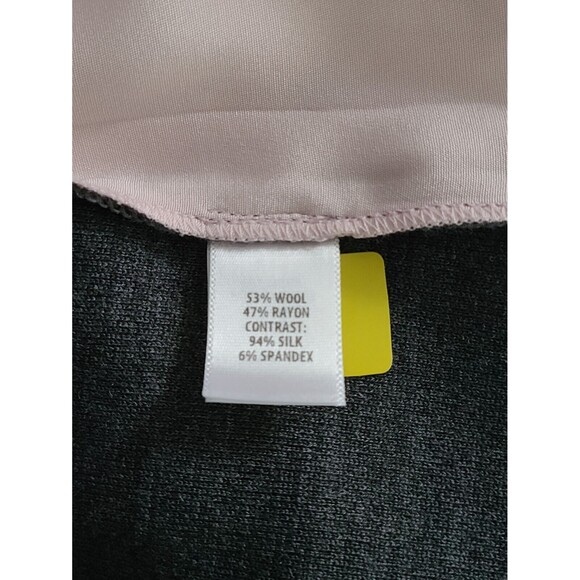 53% WOOL
47% RAYON
CONTRAST:
94% SILK
6% SPANDEX